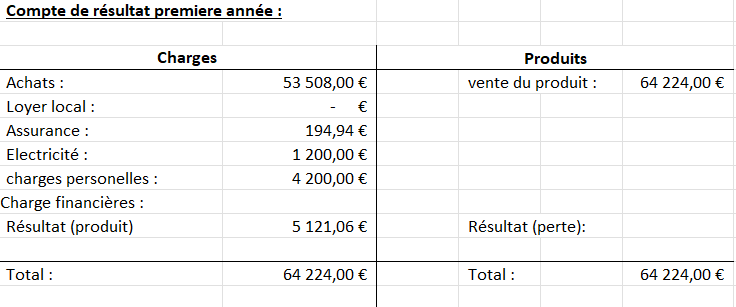 Compte de résultat premiere année :
Charges Produits
Achats : 53 508,00 € vente du produit : 64 224,00 €
Loyer local : - €
Assurance : 194,94 €
Electricité : 1 200,00 €
charges personelles : 4 200,00 €
Charge financières :
Résultat (produit) 5 121,06 € Résultat (perte):
Total : 64 224,00 € Total : 64 224,00 €